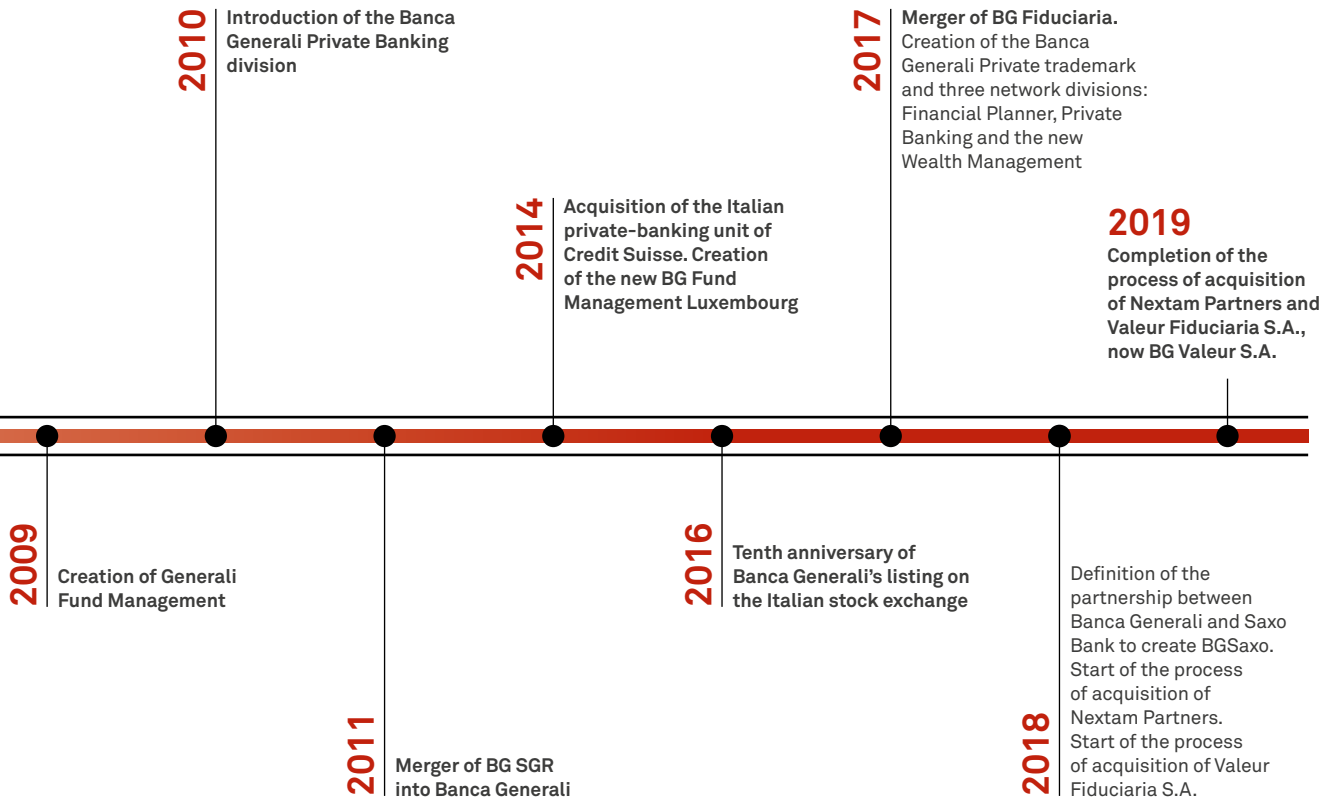 2009
Creation of Generali
Fund Management
2010
Introduction of the Banca
Generali Private Banking
division
2011
Merger of BG SGR
into Banca Generali
2014
Acquisition of the Italian
private-banking unit of
Credit Suisse. Creation
of the new BG Fund
Management Luxembourg
2016
Tenth anniversary of
Banca Generali’s listing on
the Italian stock exchange
2017
Merger of BG Fiduciaria.
Creation of the Banca
Generali Private trademark
and three network divisions:
Financial Planner, Private
Banking and the new
Wealth Management
2018
Definition of the
partnership between
Banca Generali and Saxo
Bank to create BGSaxo.
Start of the process
of acquisition of
Nextam Partners.
Start of the process
of acquisition of Valeur
Fiduciaria S.A.
2019
Completion of the
process of acquisition
of Nextam Partners and
Valeur Fiduciaria S.A.,
now BG Valeur S.A.